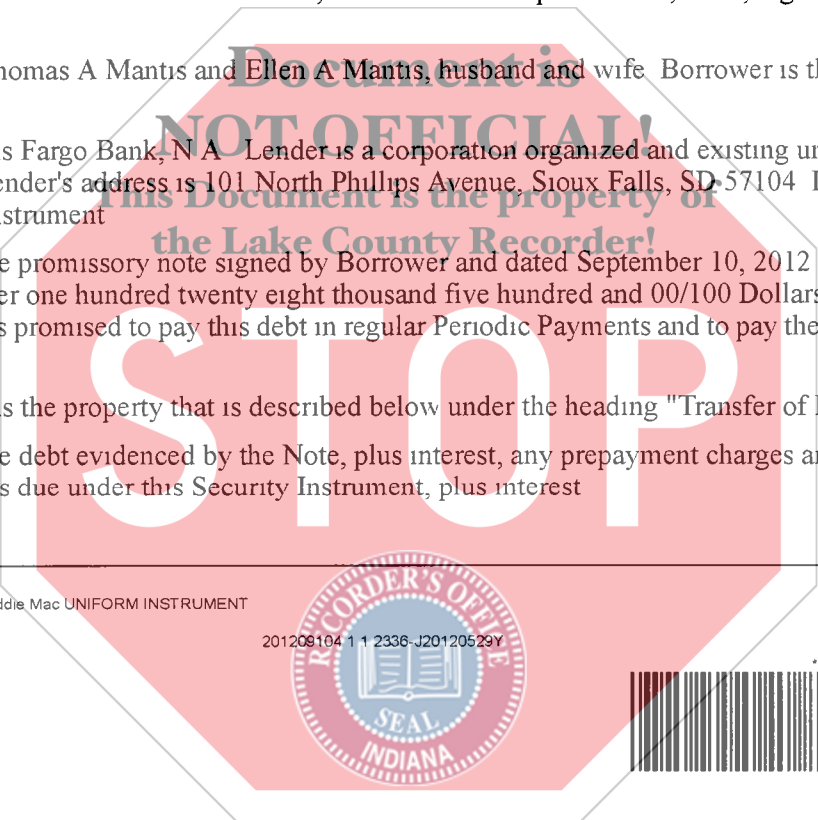 Document is
homas A Mantis and Ellen A Mantis, husband and wife Borrower is th
NOT OFFICIAL!
s Fargo Bank, N A Lender is a corporation organized and existing un
ender's address is 101 North Phillips Avenue, Sioux Falls, SD 57104
This Document is the property of
nstrument
the Lake County Recorder!
e promissory note signed by Borrower and dated September 10, 2012
er one hundred twenty eight thousand five hundred and 00/100 Dollars
s promised to pay this debt in regular Periodic Payments and to pay the
STOP
s the property that is described below under the heading "Transfer of
e debt evidenced by the Note, plus interest, any prepayment charges a
s due under this Security Instrument, plus interest
ddie Mac UNIFORM INSTRUMENT
RECORDER'S OFFICE
201209104 1 1 2336-J20120529Y
SEAL
INDIANA